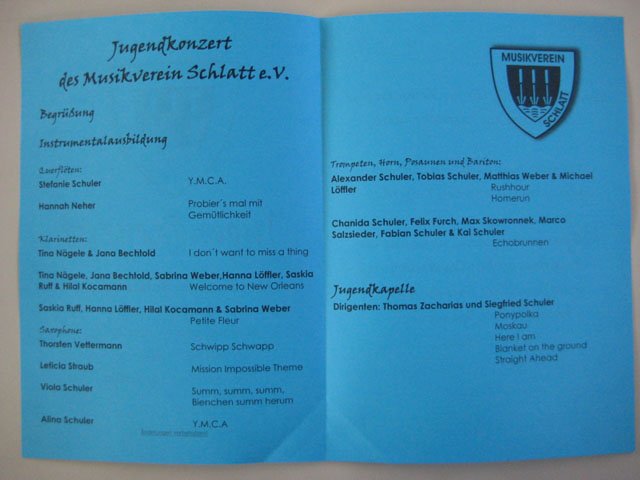 Jugendkonzert
des Musikverein Schlatt e.V.
Begrüßung
Instrumentalausbildung
Querflöten:
Stefanie Schuler Y.M.C.A.
Hannah Neher Probier´s mal mit
Gemütlichkeit
Klarinetten:
Tina Nägele & Jana Bechtold I don´t want to miss a thing
Tina Nägele, Jana Bechtold, Sabrina Weber,Hanna Löffler, Saskia
Ruff & Hilal Kocamann Welcome to New Orleans
Saskia Ruff, Hanna Löffler, Hilal Kocamann & Sabrina Weber
Petite Fleur
Saxophone:
Thorsten Vettermann Schwipp Schwapp
Leticia Straub Mission Impossible Theme
Viola Schuler Summ, summ, summ,
Bienchen summ herum
Alina Schuler Y.M.C.A
Änderungen vorbehalten!
MUSIKVEREIN
SCHLATT
Trompeten, Horn, Posaunen und Bariton:
Alexander Schuler, Tobias Schuler, Matthias Weber & Michael
Löffler Rushhour
Homerun
Chanida Schuler, Felix Furch, Max Skowronnek, Marco
Salzsieder, Fabian Schuler & Kai Schuler
Echobrunnen
Jugendkapelle
Dirigenten: Thomas Zacharias und Siegfried Schuler
Ponypolka
Moskau
Here I am
Blanket on the ground
Straight Ahead